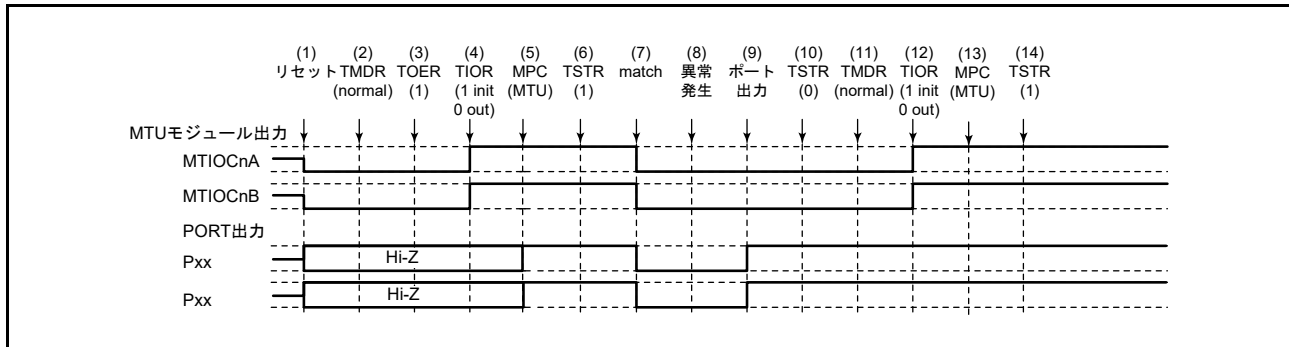 (1) (2) (3) (4) (5) (6) (7) (8) (9) (10) (11) (12) (13) (14)
リセット TMDR TOER TIOR MPC TSTR match 異常 ポート TSTR TMDR TIOR MPC TSTR
(normal) (1) (1 init (MTU) (1) 発生 出力 (0) (normal) (1 init (MTU) (1)
0 out) 0 out)
MTUモジュール出力
MTIOCnA
MTIOCnB
PORT出力
Pxx Hi-Z
Pxx Hi-Z